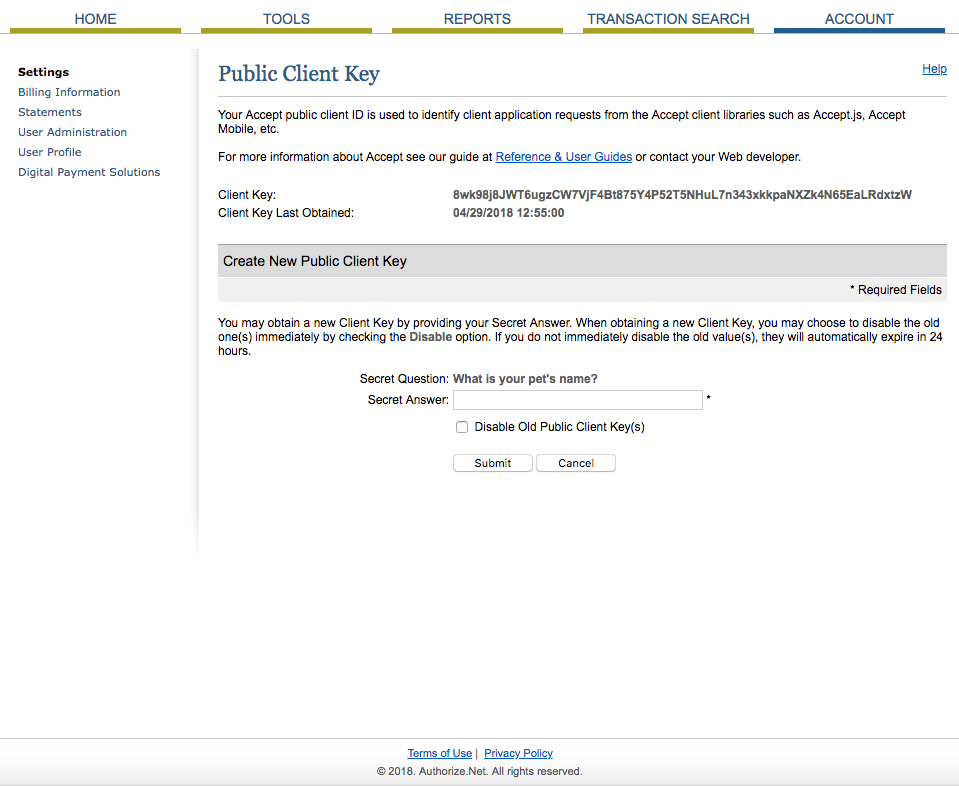 HOME TOOLS REPORTS TRANSACTION SEARCH ACCOUNT
Settings
Billing Information
Statements
User Administration
User Profile
Digital Payment Solutions
Public Client Key
Help
Your Accept public client ID is used to identify client application requests from the Accept client libraries such as Accept.js, Accept
Mobile, etc.
For more information about Accept see our guide at Reference & User Guides or contact your Web developer.
Client Key: 8wk98j8JWT6ugzCW7VjF4Bt875Y4P52T5NHuL7n343xkkpaNXZk4N65EaLRdxtzW
Client Key Last Obtained: 04/29/2018 12:55:00
Create New Public Client Key
* Required Fields
You may obtain a new Client Key by providing your Secret Answer. When obtaining a new Client Key, you may choose to disable the old
one(s) immediately by checking the Disable option. If you do not immediately disable the old value(s), they will automatically expire in 24
hours.
Secret Question: What is your pet's name?
Secret Answer: *
Disable Old Public Client Key(s)
Submit Cancel
Terms of Use | Privacy Policy
© 2018. Authorize.Net. All rights reserved.